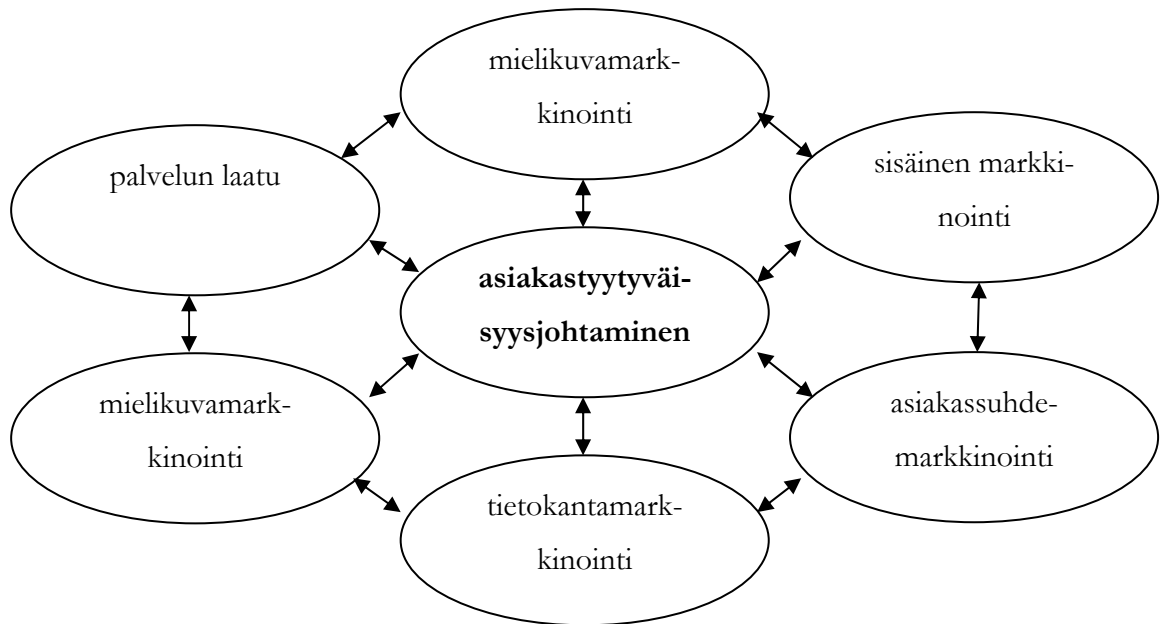 mielikuvamark-
kinointi
palvelun laatu
sisäinen markki-
nointi
asiakastyytyväi-
syysjohtaminen
mielikuvamark-
kinointi
asiakassuhde-
markkinointi
tietokantamark-
kinointi